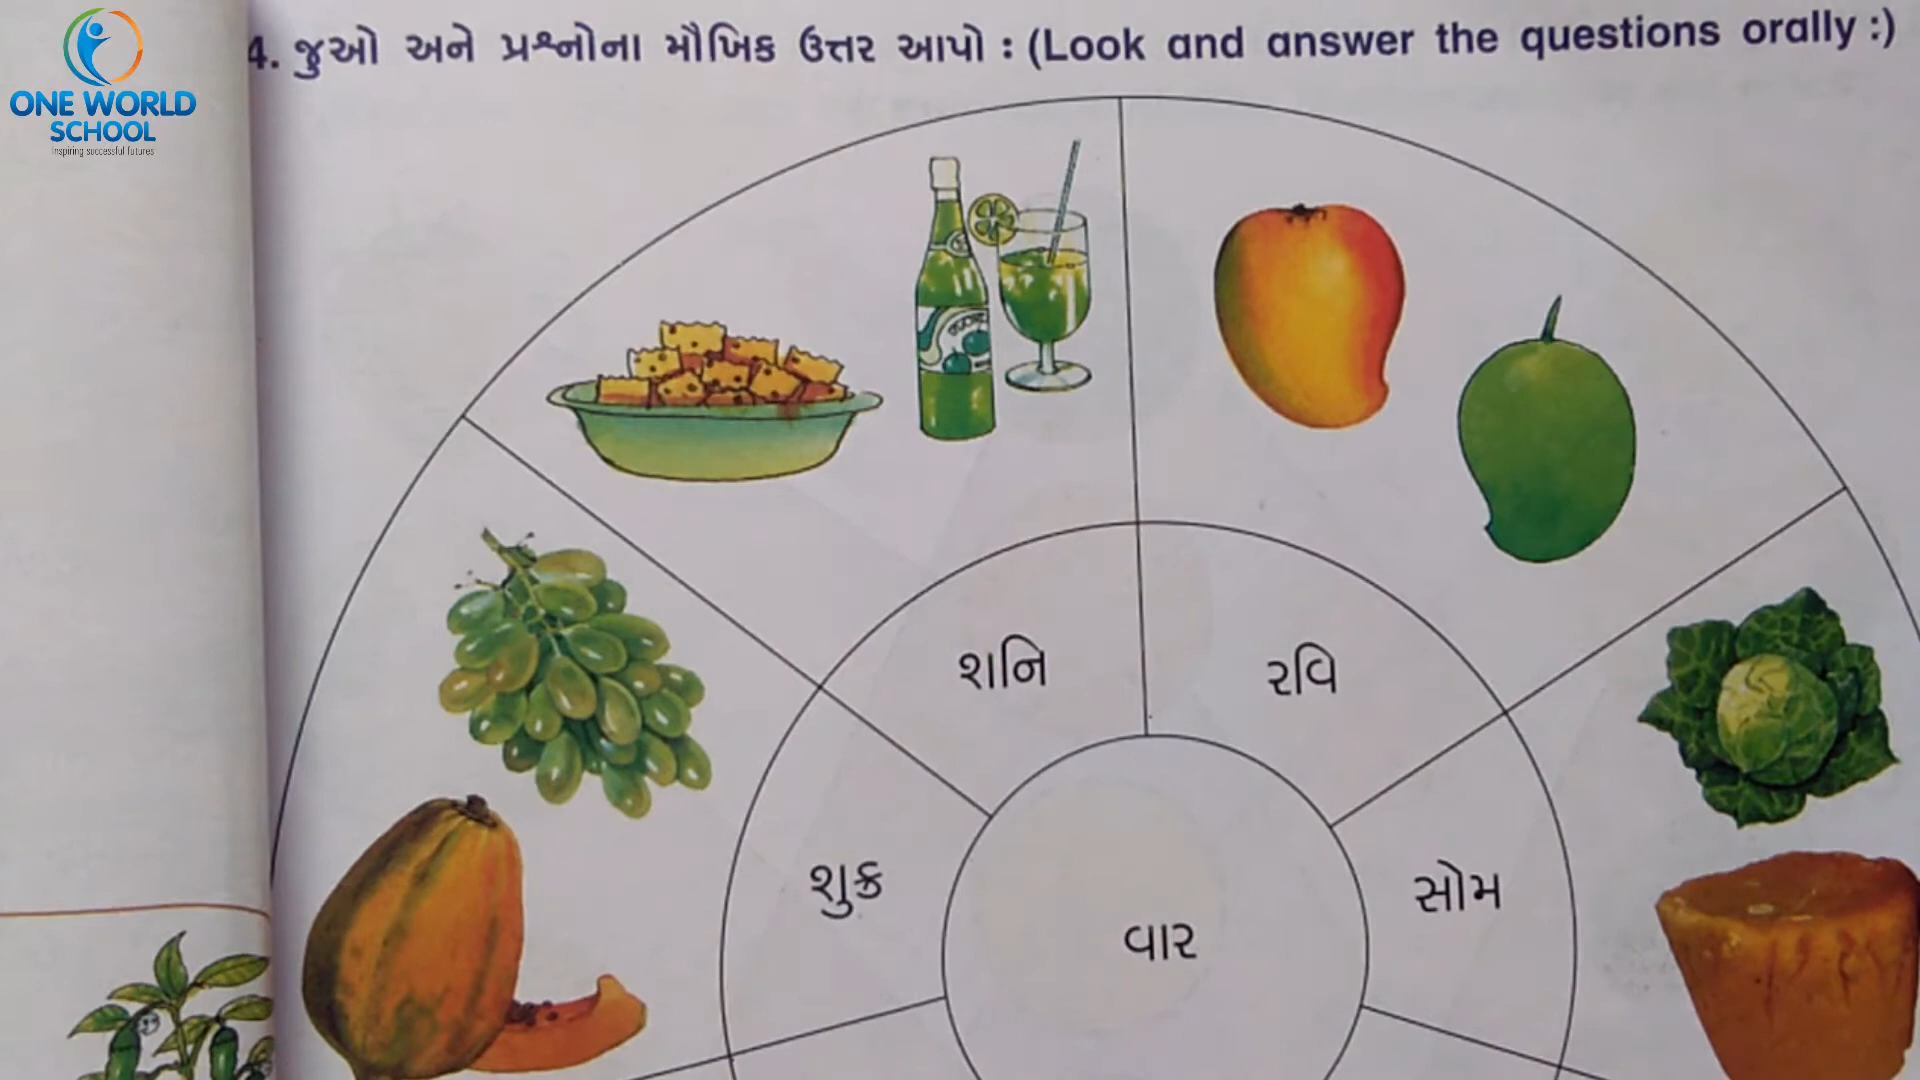 ONE WORLD
SCHOOL
Inspiring successful futures
4. જુઓ અને પ્રશ્નોના મૌખિક ઉત્તર આપો : (Look and answer the questions orally :)
શનિ
રવિ
શુક્ર
સોમ
વાર